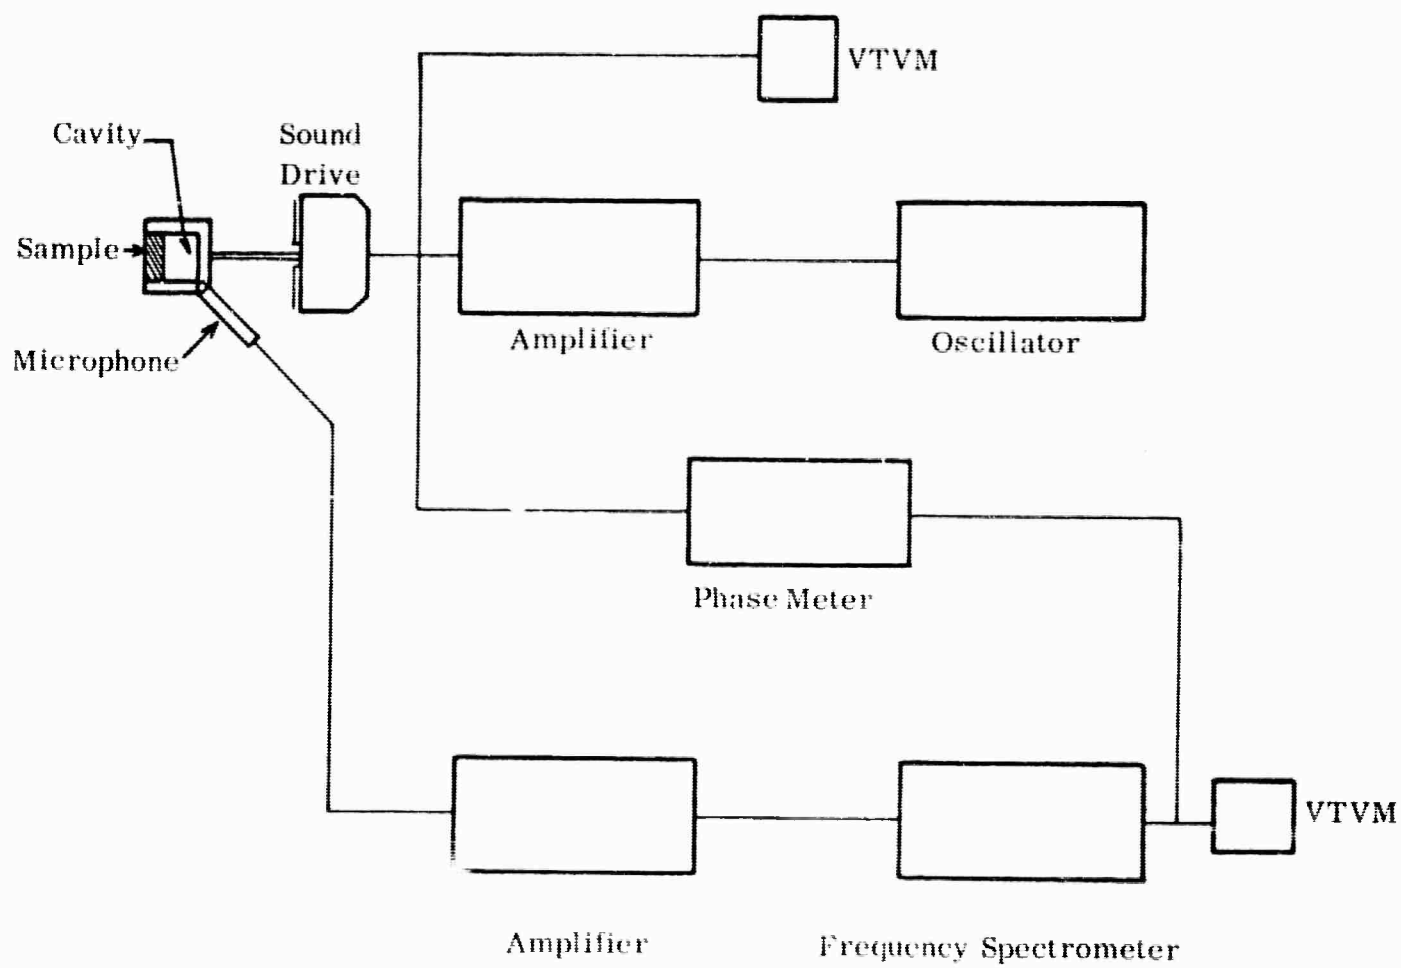 VTVM
Cavity
Sound
Drive
Sample
Amplifier
Oscillator
Microphone
Phase Meter
VTVM
Amplifier
Frequency Spectrometer